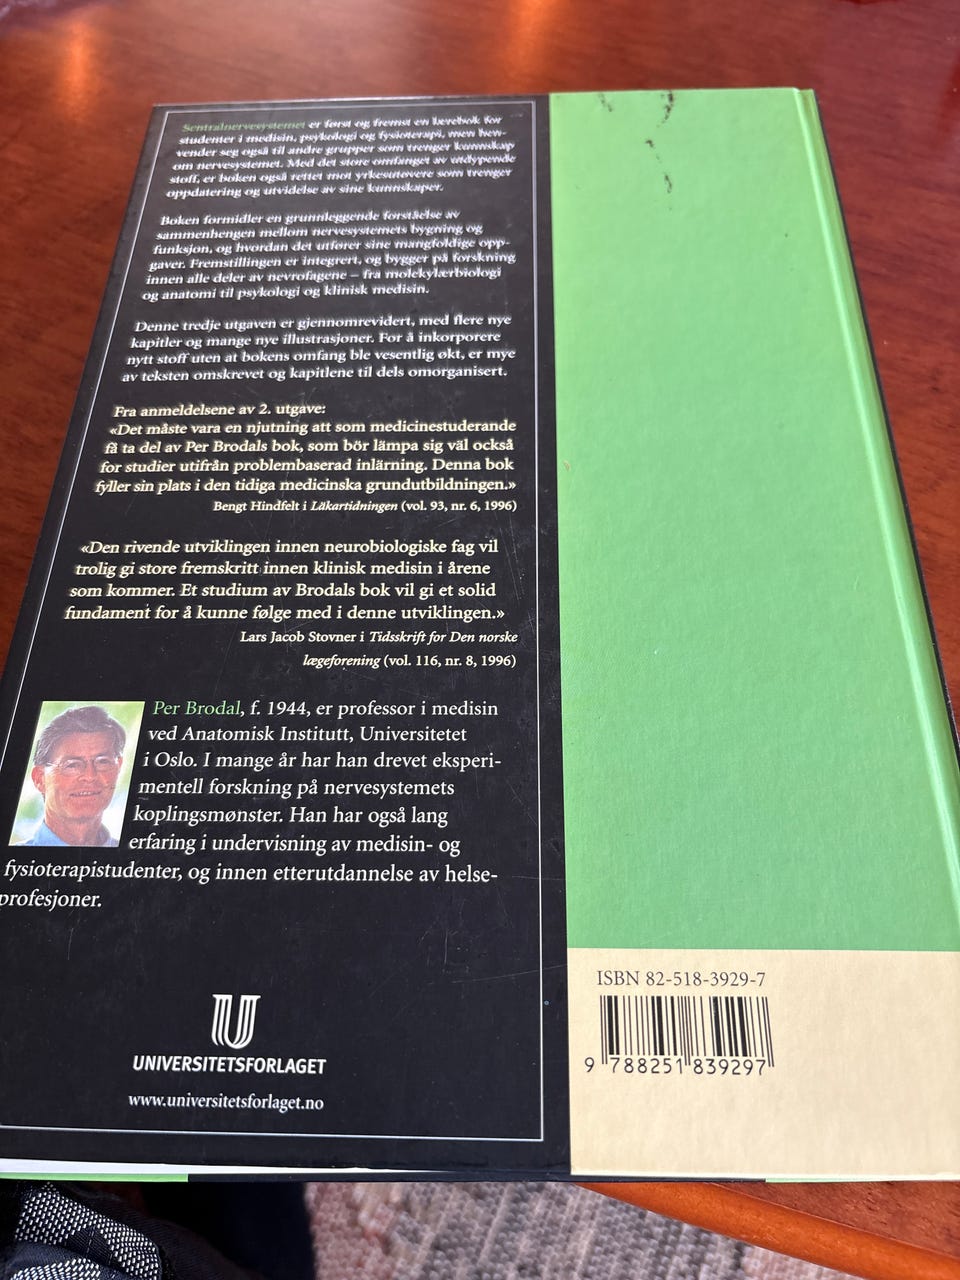 Sentralnervesystemet er først og fremst en lærebok for
studenter i medisin, psykologi og fysioterapi, men hen-
vender seg også til andre grupper som trenger kunnskap
om nervesystemet. Med det store omfanget av utdypende
stoff, er boken også rettet mot yrkesutøvere som trenger
oppdatering og utvidelse av sine kunnskaper.
Boken formidler en grunnleggende forståelse av
sammenhengen mellom nervesystemets bygning og
funksjon, og hvordan det utfører sine mangfoldige opp-
gaver. Fremstillingen er integrert, og bygger på forskning
innen alle deler av nevrofagene – fra molekylærbiologi
og anatomi til psykologi og klinisk medisin.
Denne tredje utgaven er gjennomrevidert, med flere nye
kapitler og mange nye illustrasjoner. For å inkorporere
nytt stoff uten at bokens omfang ble vesentlig økt, er mye
av teksten omskrevet og kapitlene til dels omorganisert.
Fra anmeldelsene av 2. utgave:
«Det måste vara en njutning att som medicinestuderande
få ta del av Per Brodals bok, som bör lämpa sig väl också
for studier utifrån problembaserad inlärning. Denna bok
fyller sin plats i den tidiga medicinska grundutbildningen.»
Bengt Hindfelt i Läkartidningen (vol. 93, nr. 6, 1996)
«Den rivende utviklingen innen neurobiologiske fag vil
trolig gi store fremskritt innen klinisk medisin i årene
som kommer. Et studium av Brodals bok vil gi et solid
fundament for å kunne følge med i denne utviklingen.»
Lars Jacob Stovner i Tidsskrift for Den norske
lægeforening (vol. 116, nr. 8, 1996)
Per Brodal, f. 1944, er professor i medisin
ved Anatomisk Institutt, Universitetet
i Oslo. I mange år har han drevet eksperi-
mentell forskning på nervesystemets
koplingsmønster. Han har også lang
erfaring i undervisning av medisin- og
fysioterapistudenter, og innen etterutdannelse av helse-
profesjoner.
UNIVERSITETSFORLAGET
www.universitetsforlaget.no
ISBN 82-518-3929-7
9 788251 839297